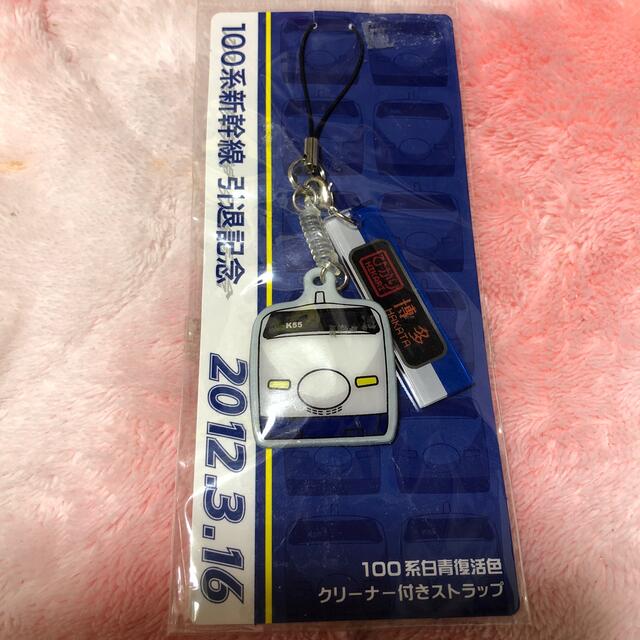 100系新幹線 引退記念 2012.3.16
K55
博多
HAKATA
100系白青復活色
クリーナー付きストラップ